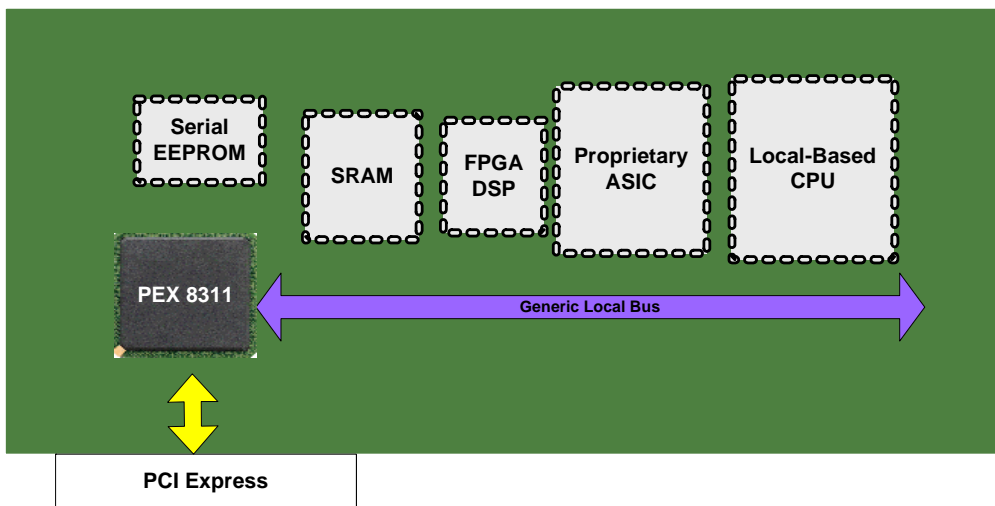 Serial
EEPROM
SRAM
FPGA
DSP
Proprietary
ASIC
Local-Based
CPU
PEX 8311
Generic Local Bus
PCI Express